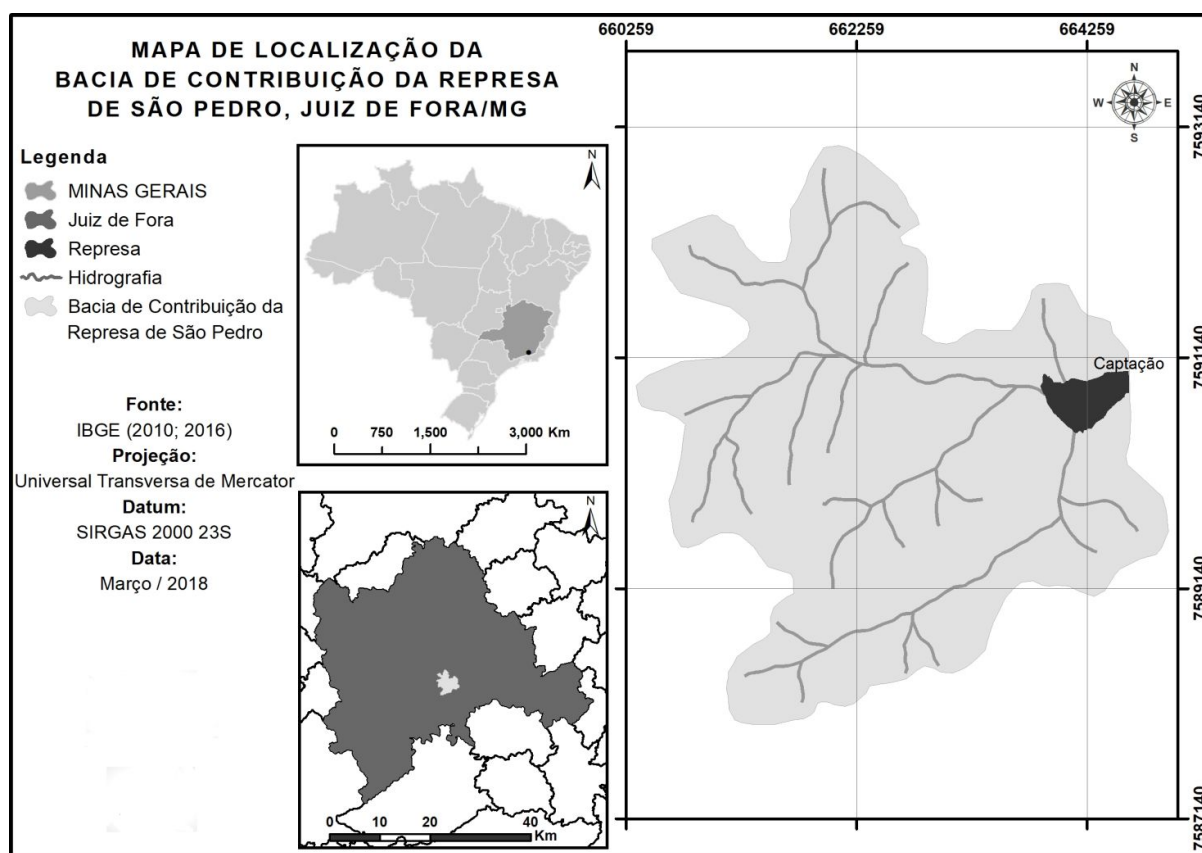 MAPA DE LOCALIZAÇÃO DA
BACIA DE CONTRIBUIÇÃO DA REPRESA
DE SÃO PEDRO, JUIZ DE FORA/MG
Legenda
MINAS GERAIS
Juiz de Fora
Represa
Hidrografia
Bacia de Contribuição da
Represa de São Pedro
Fonte:
IBGE (2010; 2016)
Projeção:
Universal Transversa de Mercator
Datum:
SIRGAS 2000 23S
Data:
Março / 2018
N
0 750 1,500 3,000 Km
N
0 10 20 40
Km
660259 662259 664259
N
W E
S
7593140
7591140
7589140
7587140
Captação